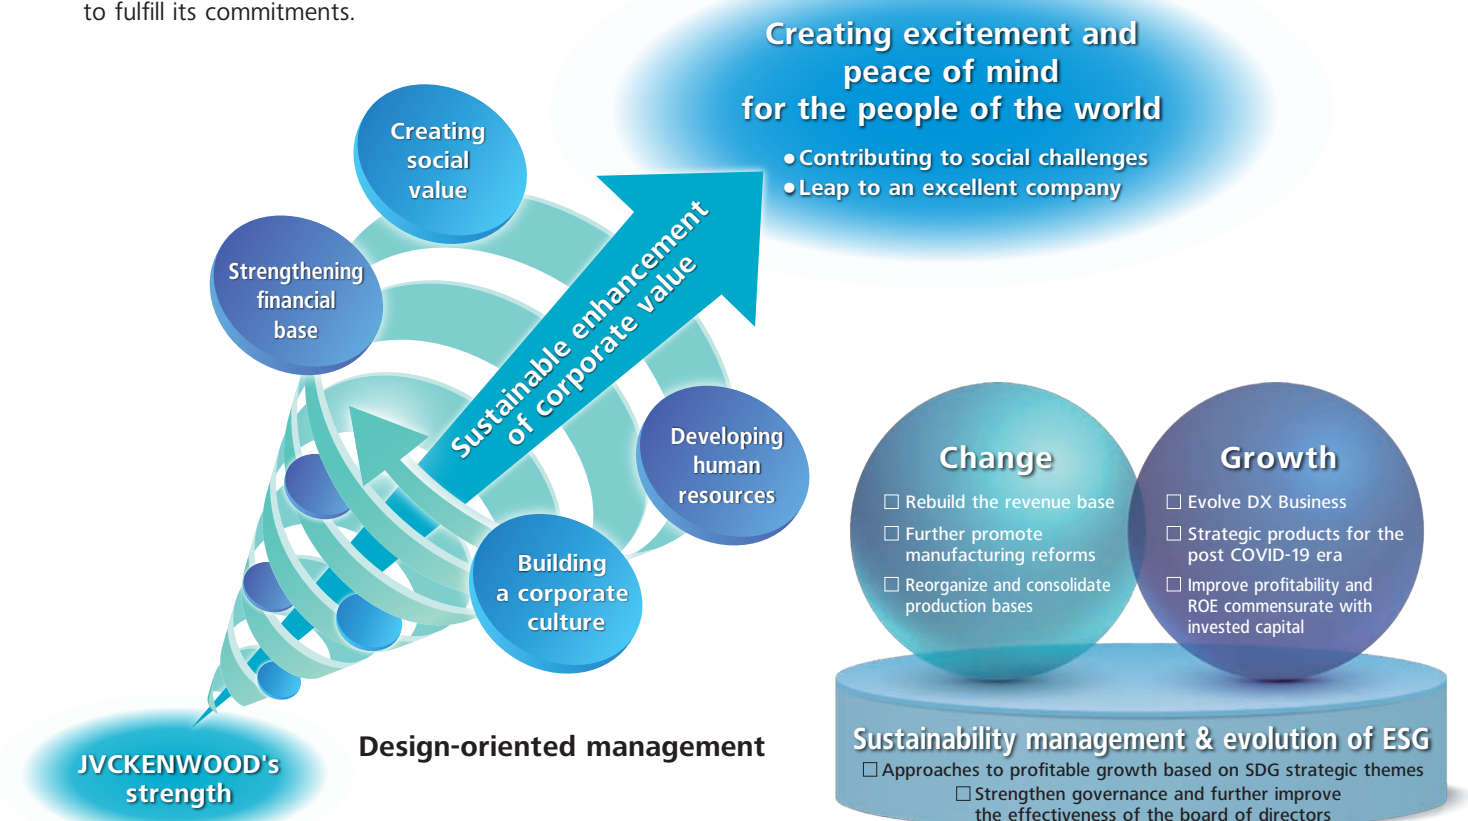 to fulfill its commitments.
Creating excitement and
peace of mind
for the people of the world
●Contributing to social challenges
●Leap to an excellent company
Creating
social
value
Strengthening
financial
base
Sustainable enhancement
of corporate value
Developing
human
resources
Building
a corporate
culture
JVCKENWOOD's
strength
Design-oriented management
Change
□ Rebuild the revenue base
□ Further promote
manufacturing reforms
□ Reorganize and consolidate
production bases
Growth
□ Evolve DX Business
□ Strategic products for the
post COVID-19 era
□ Improve profitability and
ROE commensurate with
invested capital
Sustainability management & evolution of ESG
□ Approaches to profitable growth based on SDG strategic themes
□ Strengthen governance and further improve
the effectiveness of the board of directors